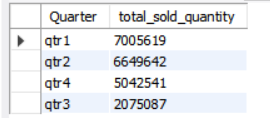 Quarter total_sold_quantity
qtr1 7005619
qtr2 6649642
qtr4 5042541
qtr3 2075087